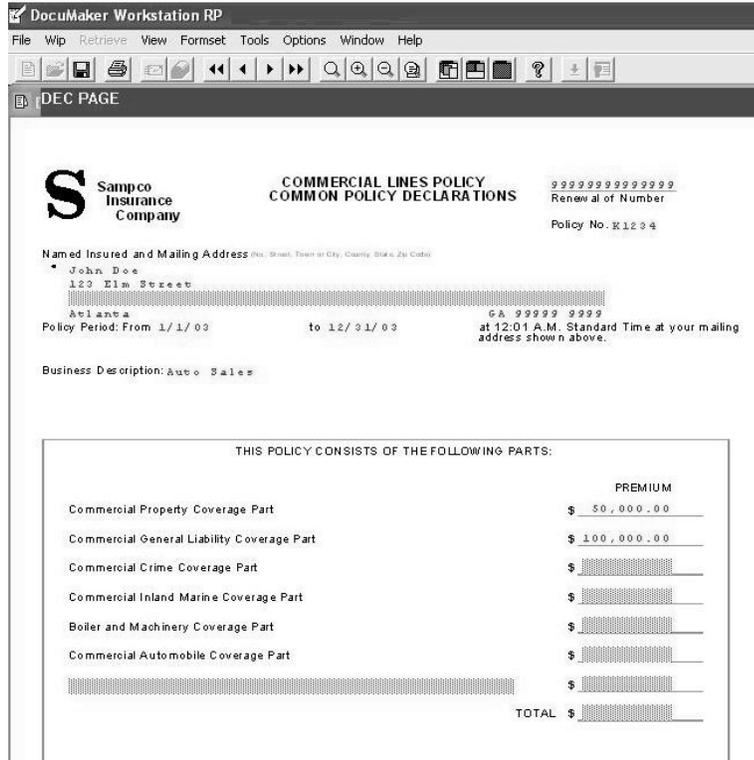 DocuMaker Workstation RP
File Wip Retrieve View Formset Tools Options Window Help
DEC PAGE
S Sampco Insurance Company
COMMERCIAL LINES POLICY
COMMON POLICY DECLARATIONS
99999999999999
Renewal of Number
Policy No. K1234
Named Insured and Mailing Address (No., Street, Town or City, County, State, Zip Code)
John Doe
123 Elm Street
Atlanta GA 99999 9999
Policy Period: From 1/1/03 to 12/31/03 at 12:01 A.M. Standard Time at your mailing
address shown above.
Business Description: Auto Sales
THIS POLICY CONSISTS OF THE FOLLOWING PARTS:
PREMIUM
Commercial Property Coverage Part $ 50,000.00
Commercial General Liability Coverage Part $ 100,000.00
Commercial Crime Coverage Part $
Commercial Inland Marine Coverage Part $
Boiler and Machinery Coverage Part $
Commercial Automobile Coverage Part $
$
TOTAL $